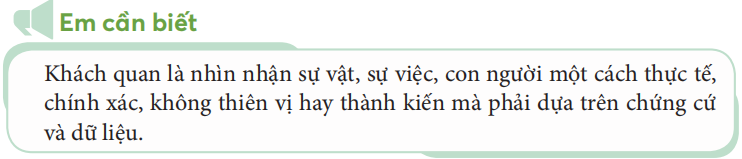 Em cần biết
Khách quan là nhìn nhận sự vật, sự việc, con người một cách thực tế,
chính xác, không thiên vị hay thành kiến mà phải dựa trên chứng cứ
và dữ liệu.